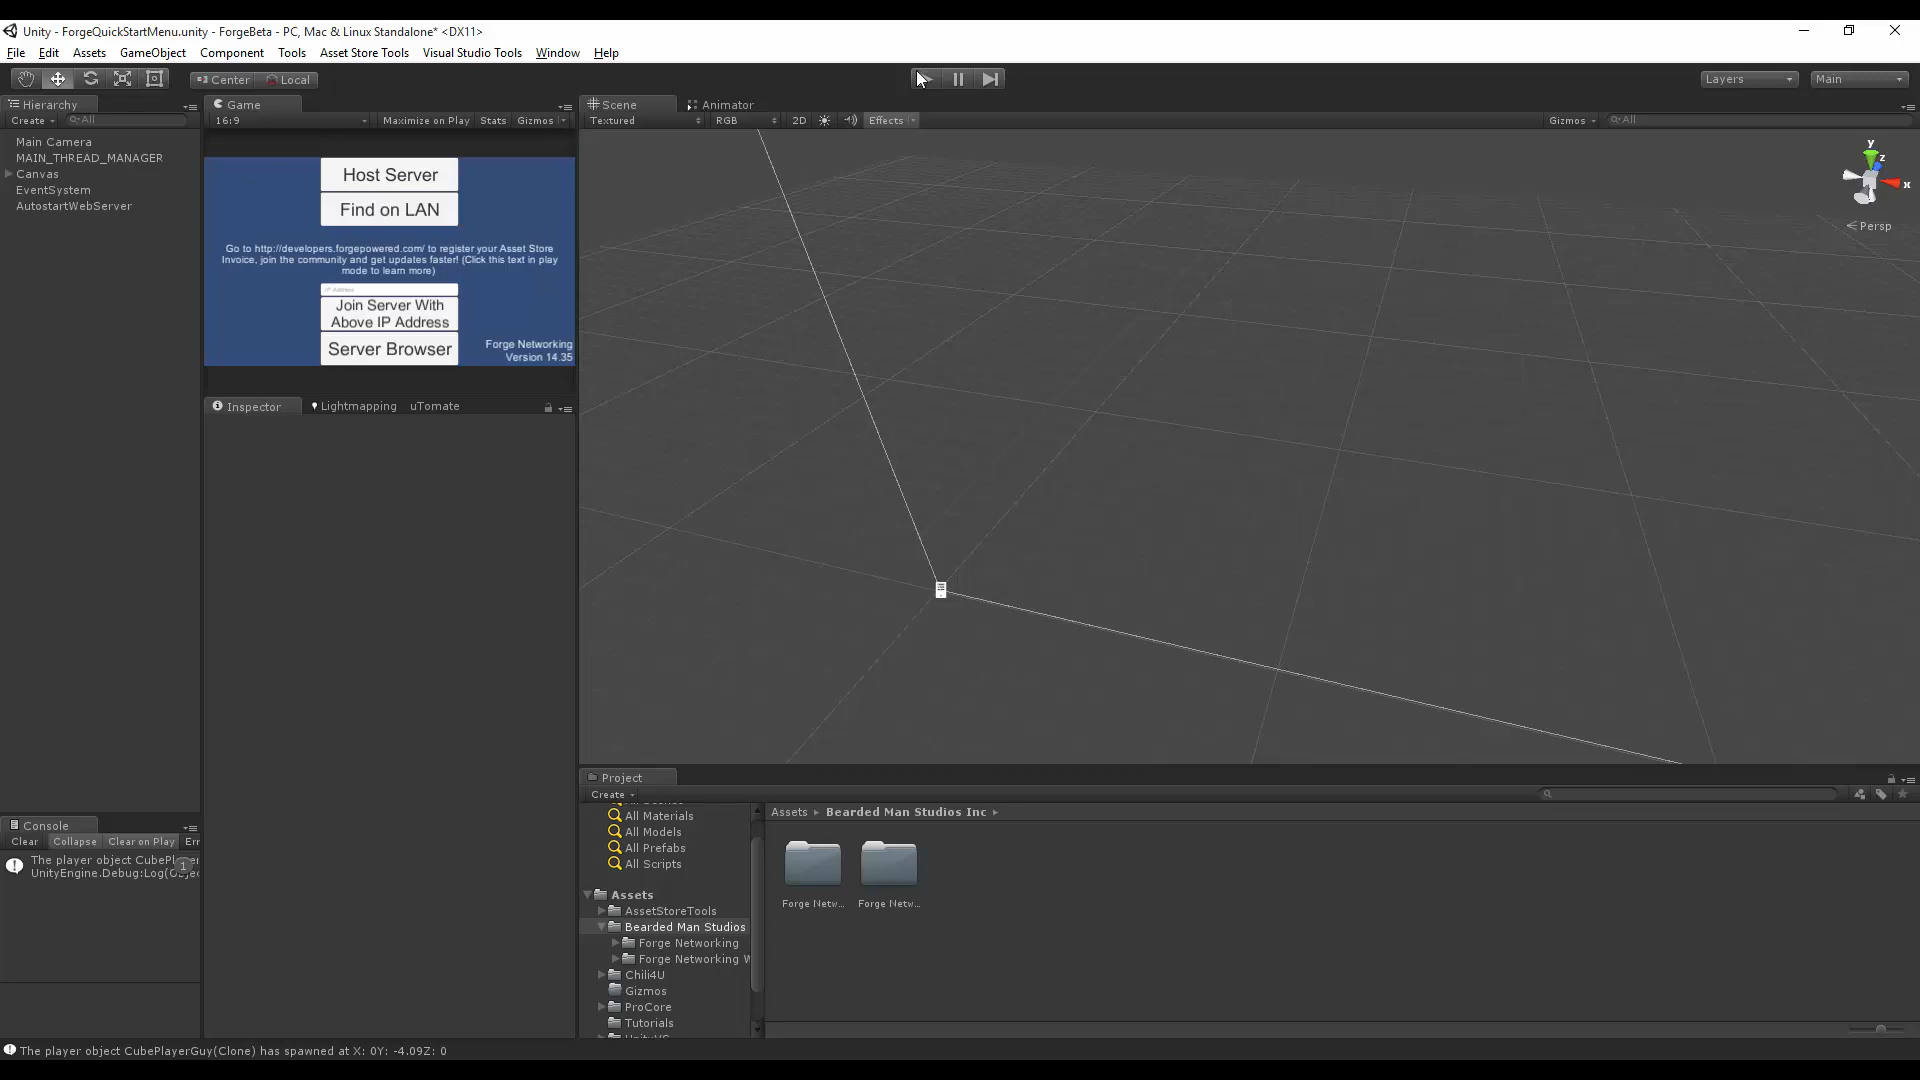 Unity - ForgeQuickStartMenu.unity - ForgeBeta - PC, Mac & Linux Standalone* <DX11>
File Edit Assets GameObject Component Tools Asset Store Tools Visual Studio Tools Window Help
Center Local
Layers Main
Hierarchy
Create All
Main Camera
MAIN_THREAD_MANAGER
Canvas
EventSystem
AutostartWebServer
Game
16:9 Maximize on Play Stats Gizmos
Host Server
Find on LAN
Go to http://developers.forgepowered.com/ to register your Asset Store
Invoice, join the community and get updates faster! (Click this text in play
mode to learn more)
IP Address
Join Server With
Above IP Address
Server Browser
Forge Networking
Version 14.35
Inspector Lightmapping uTomate
Scene Animator
Textured RGB 2D Effects Gizmos All
y
z
x
Persp
Console
Clear Collapse Clear on Play Err
The player object CubePlayer
UnityEngine.Debug:Log(Obje
1
Project
Create
All Materials
All Models
All Prefabs
All Scripts
Assets
AssetStoreTools
Bearded Man Studios
Forge Networking
Forge Networking W
Chili4U
Gizmos
ProCore
Tutorials
Assets Bearded Man Studios Inc
Forge Netw... Forge Netw...
The player object CubePlayerGuy(Clone) has spawned at X: 0Y: -4.09Z: 0